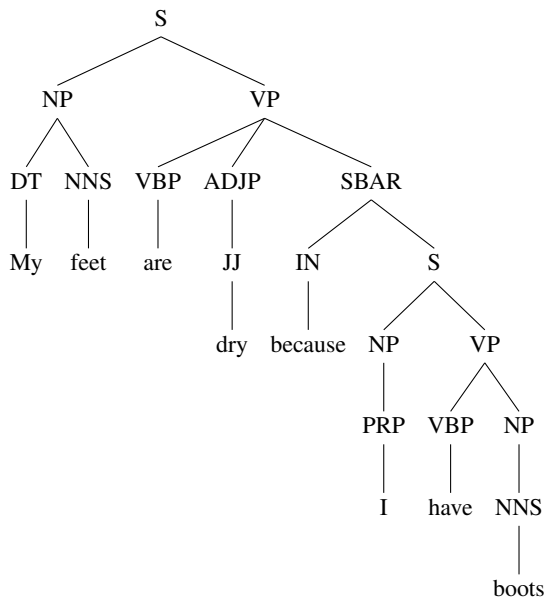 S
NP VP
DT NNS VBP ADJP SBAR
My feet are JJ IN S
dry because NP VP
PRP VBP NP
I have NNS
boots